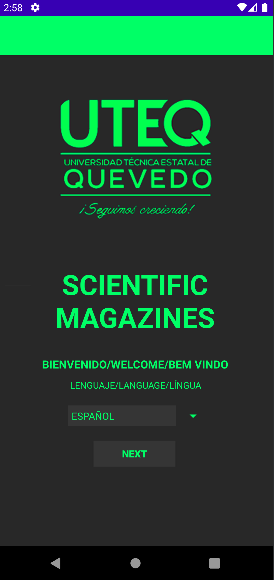 2:58
UTEQ
UNIVERSIDAD TÉCNICA ESTATAL DE
QUEVEDO
¡Seguimos creciendo!
SCIENTIFIC
MAGAZINES
BIENVENIDO/WELCOME/BEM VINDO
LENGUAJE/LANGUAGE/LÍNGUA
ESPAÑOL
NEXT